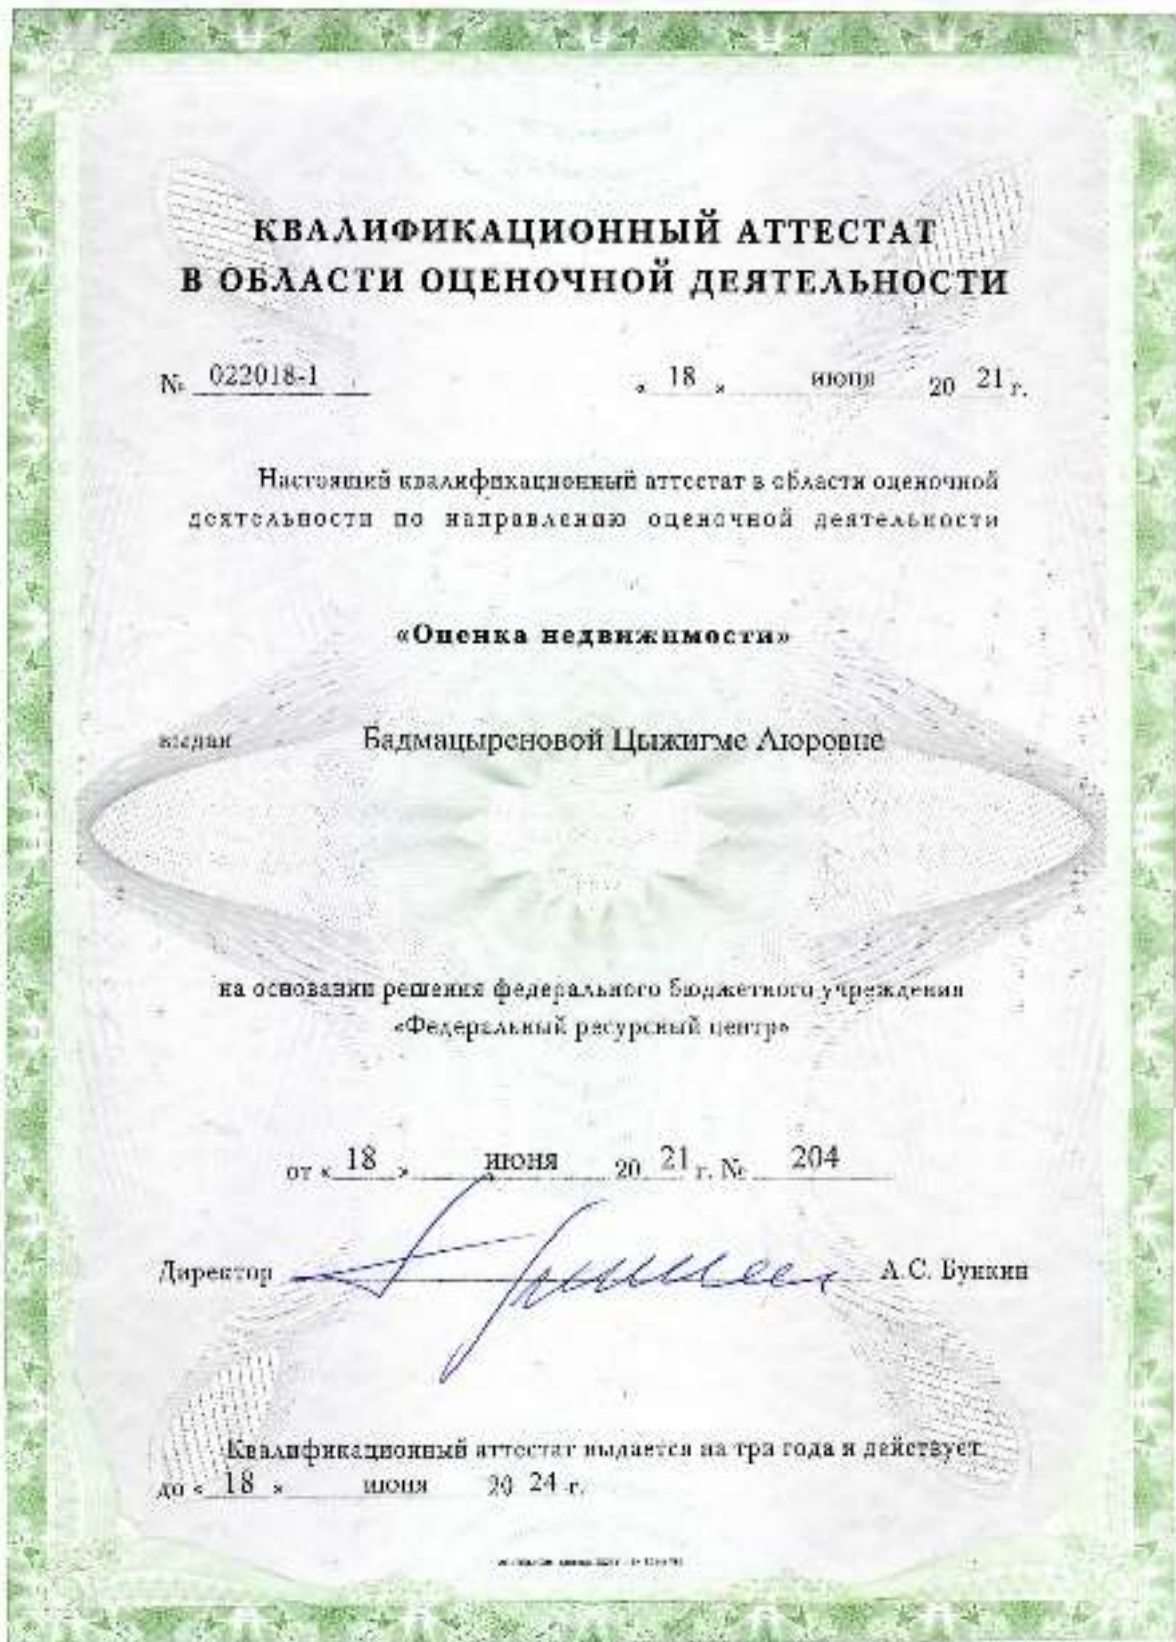 КВАЛИФИКАЦИОННЫЙ АТТЕСТАТ
В ОБЛАСТИ ОЦЕНОЧНОЙ ДЕЯТЕЛЬНОСТИ
№ 022018-1 « 18 » июня 20 21 г.
Настоящий квалификационный аттестат в области оценочной
деятельности по направлению оценочной деятельности
«Оценка недвижимости»
выдан Бадмацыреновой Цыжигме Аюровне
на основании решения федерального бюджетного учреждения
«Федеральный ресурсный центр»
от « 18 » июня 20 21 г. № 204
Директор А.С. Бункин
Квалификационный аттестат выдается на три года и действует
до « 18 » июня 20 24 г.